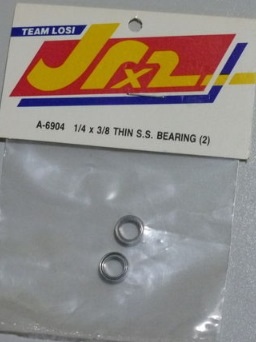 TEAM LOSI
JRX2
A-6904 1/4 x 3/8 THIN S.S. BEARING (2)